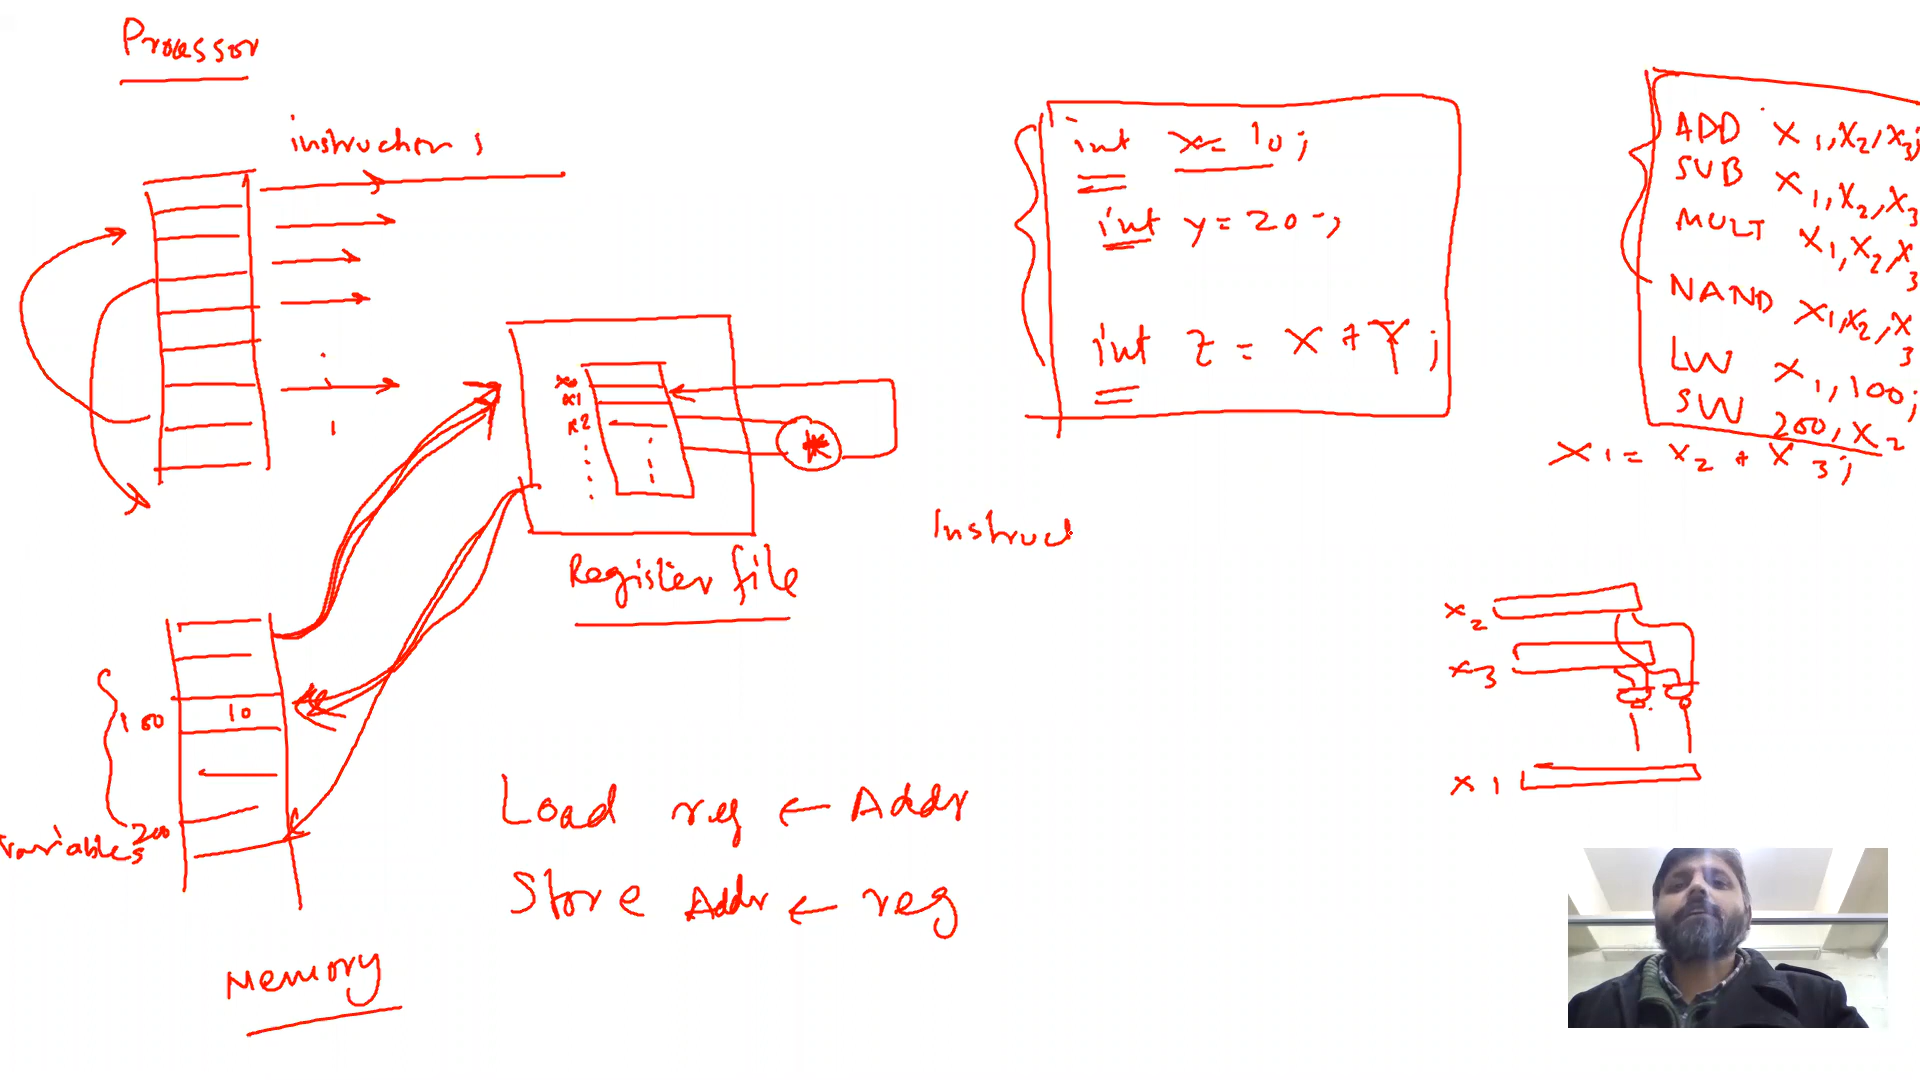 Processor
instructions
int x = 10;
int y = 20;
int z = X + Y;
ADD X1, X2, X3;
SUB X1, X2, X3
MULT X1, X2, X3
NAND X1, X2, X3
LW X1, 100;
SW 200, X2
X1 = X2 + X3;
X0
X1
X2
*
Register file
Instruct
X2
X3
X1
100
10
200
variables
Load reg ← Addr
Store Addr ← reg
Memory